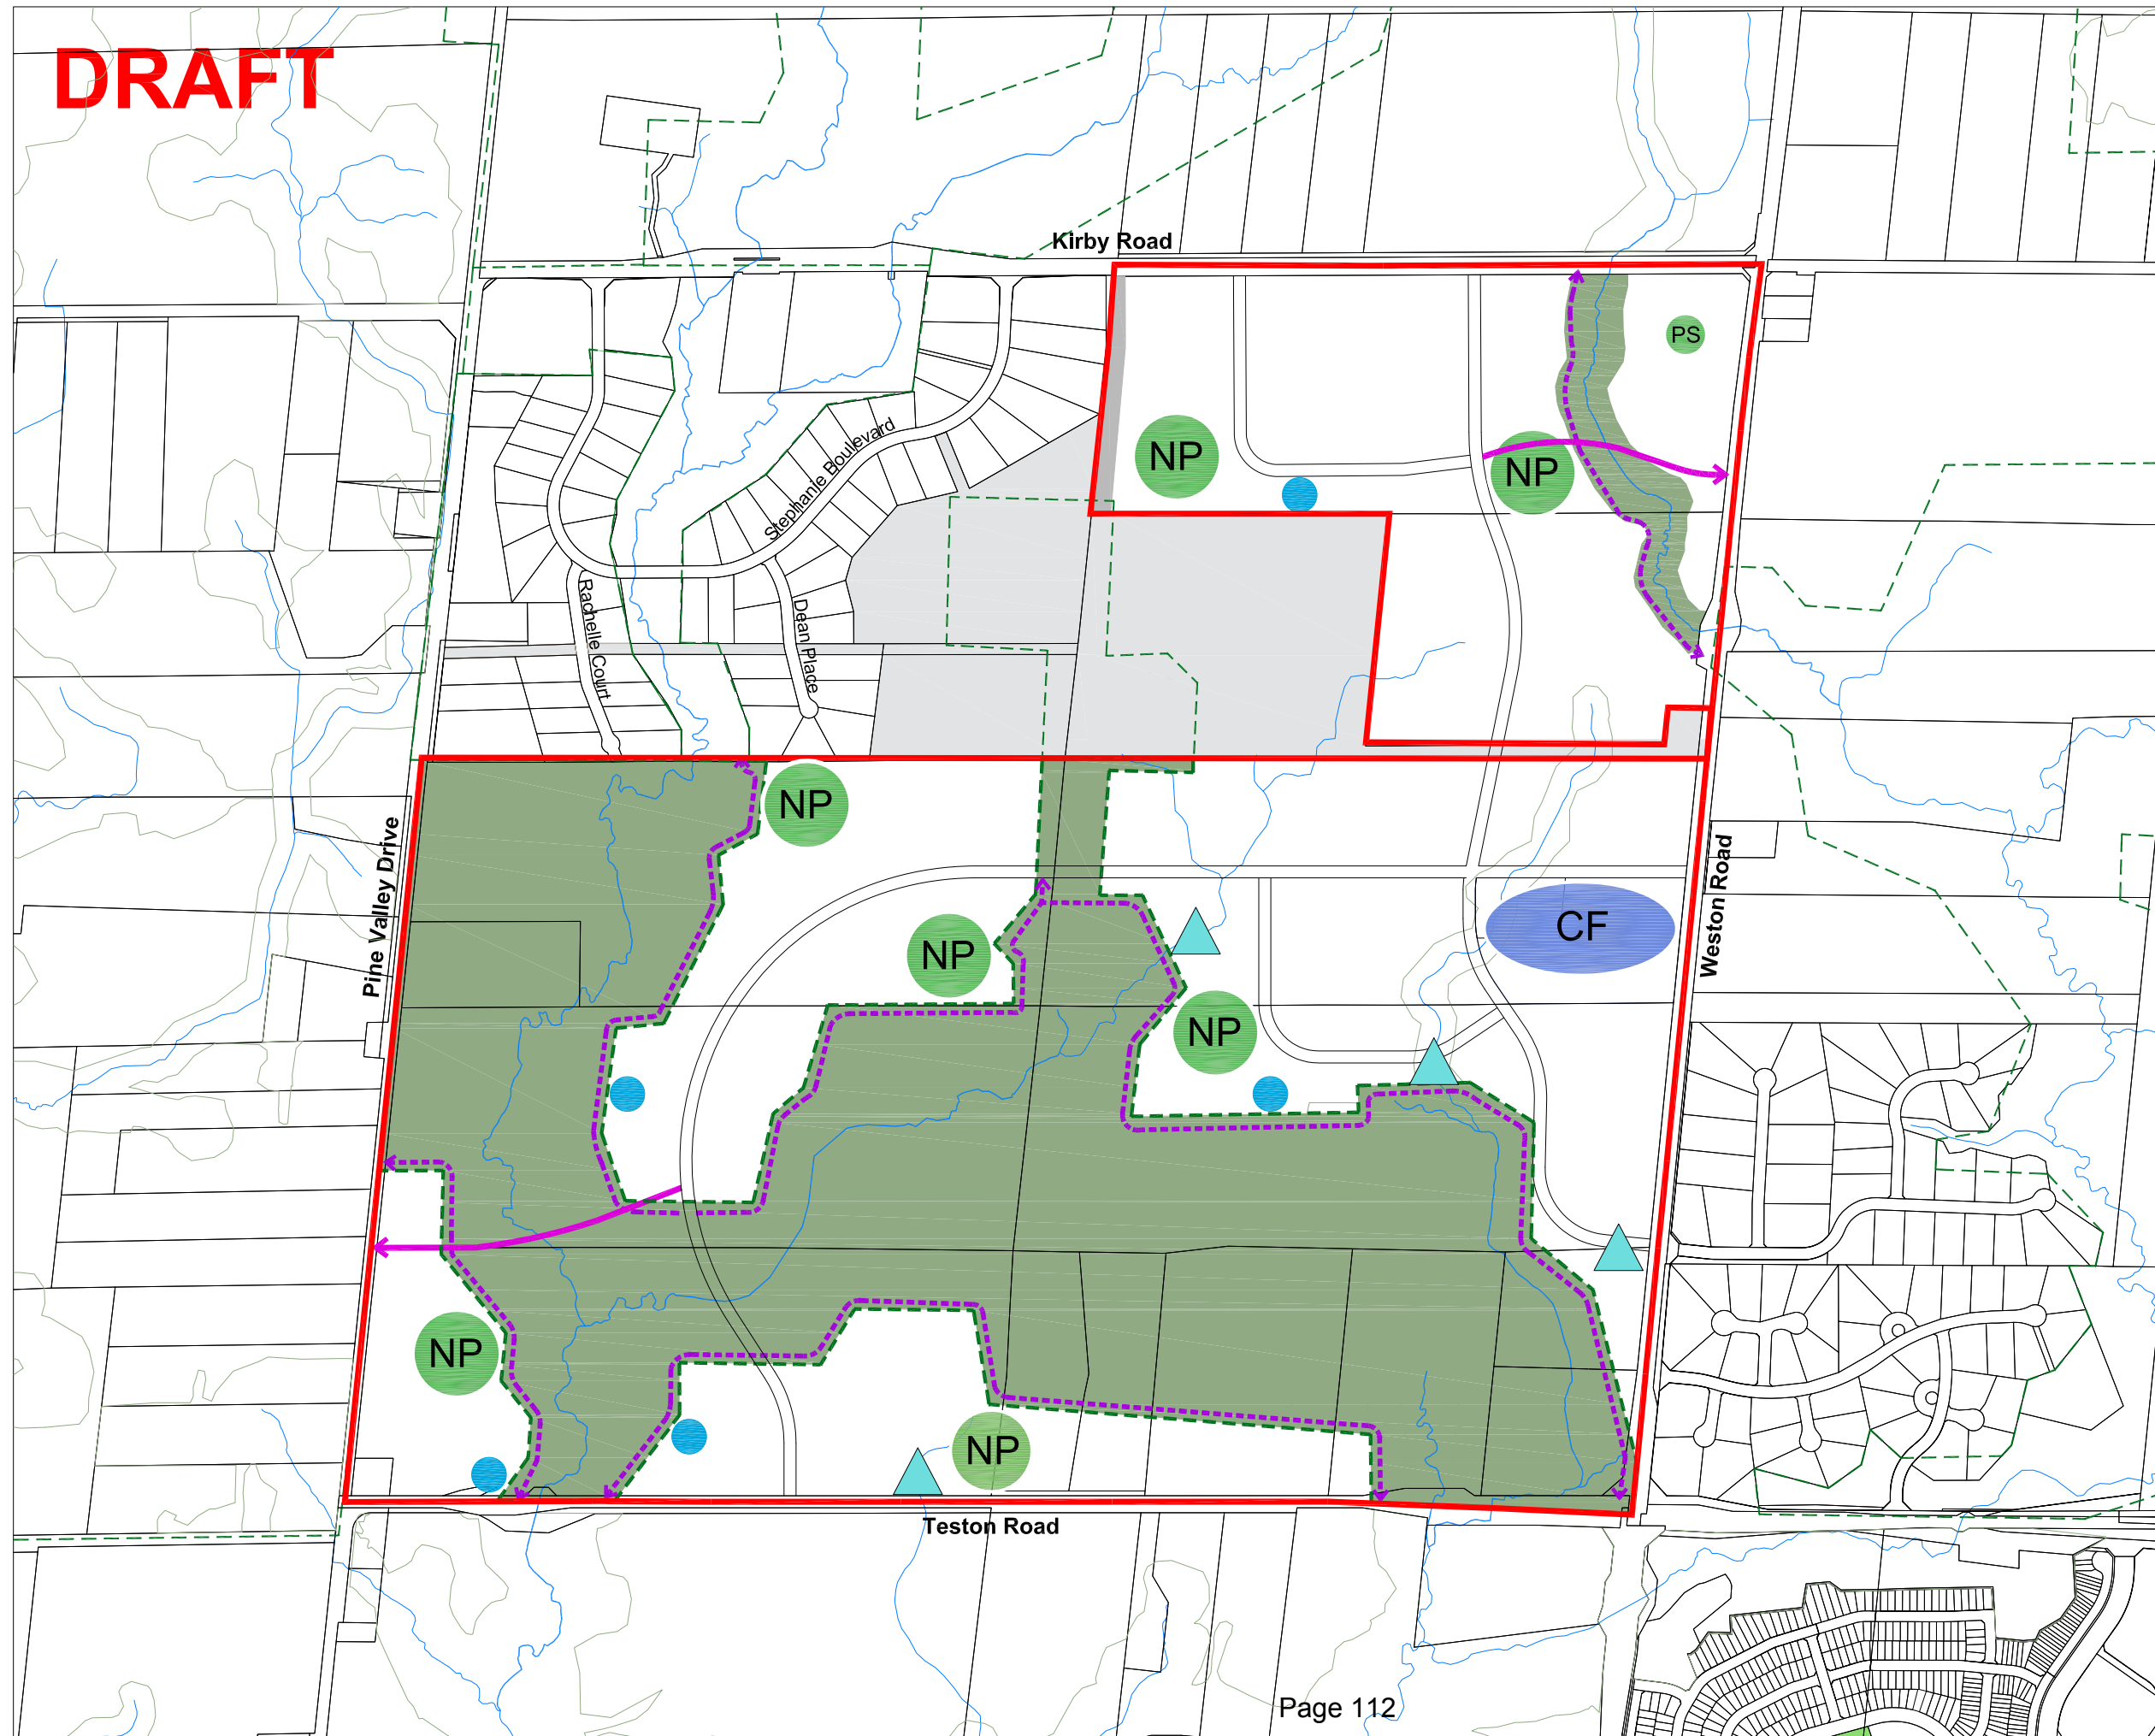 DRAFT
Kirby Road
PS
NP
NP
Stephanie Boulevard
Rachelle Court
Dean Place
NP
Pine Valley Drive
Weston Road
CF
NP
NP
NP
NP
Teston Road
Page 112